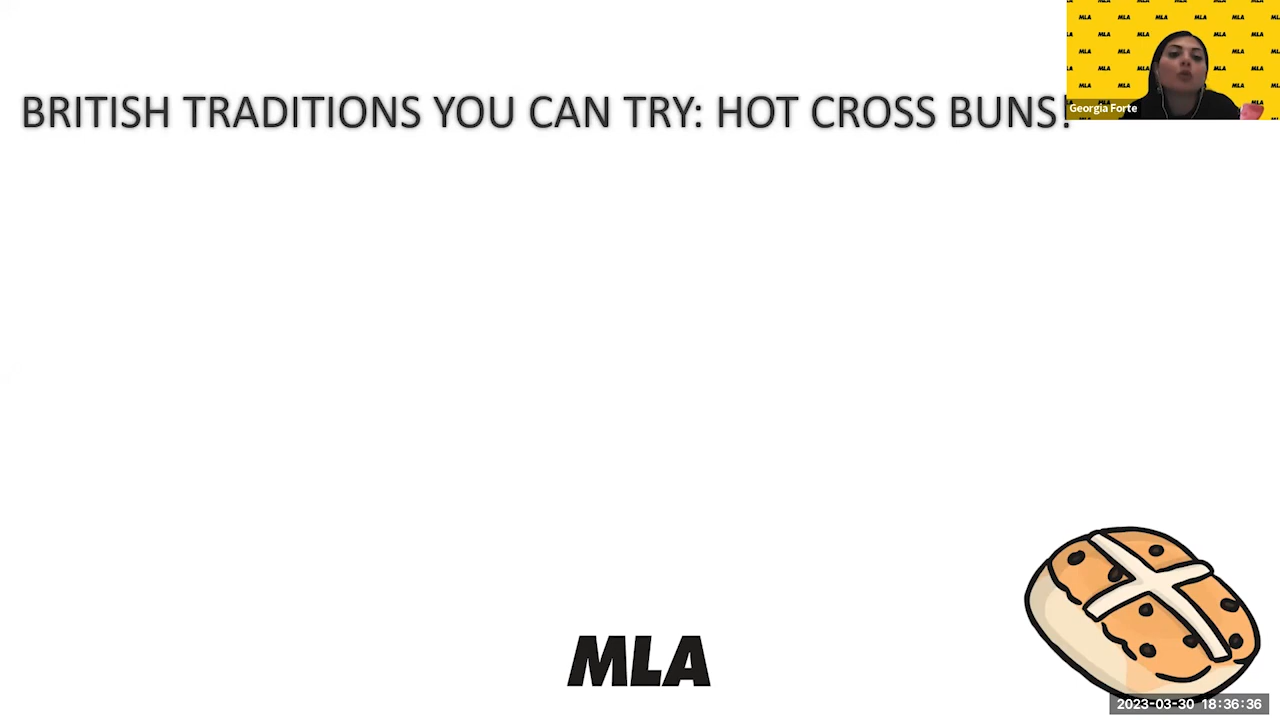 BRITISH TRADITIONS YOU CAN TRY: HOT CROSS BUNS!
Georgia Forte
MLA
2023-03-30 18:36:36